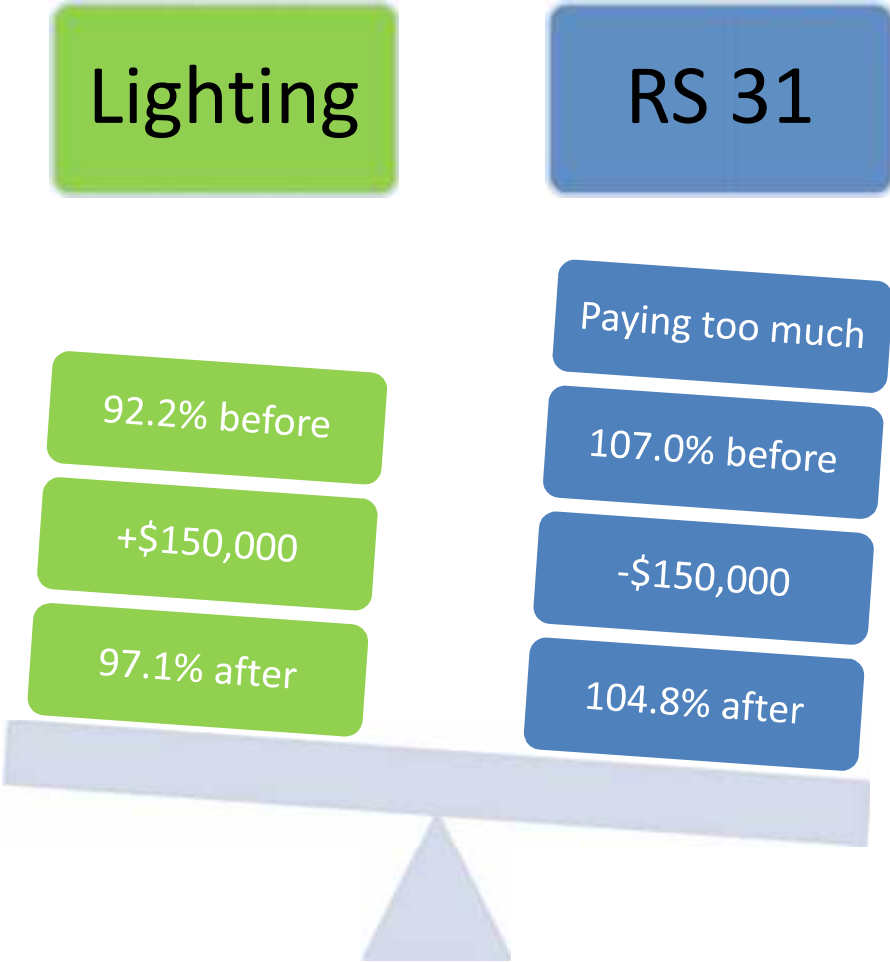 Lighting
RS 31
Paying too much
92.2% before
107.0% before
+$150,000
-$150,000
97.1% after
104.8% after